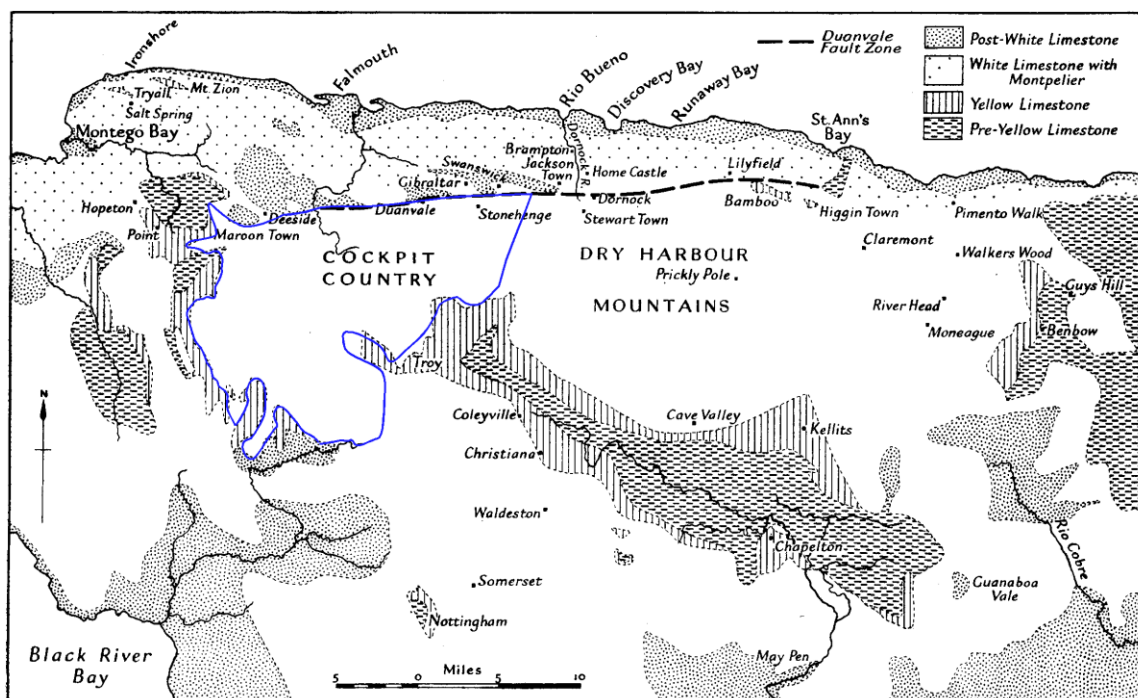 Ironshore
Falmouth
Rio Bueno
Discovery Bay
Runaway Bay
Duanvale
Fault Zone
Post-White Limestone
White Limestone with
Montpelier
Yellow Limestone
Pre-Yellow Limestone
St. Ann's
Bay
Tryall
Mt Zion
Salt Spring
Montego Bay
Brampton
Jackson
Town
Dornock R.
Swanswick
Gibraltar
Home Castle
Lilyfield
Hopeton
Point
Maroon Town
Deeside
Duanvale
Stonehenge
Dornock
Stewart Town
Bamboo
Higgin Town
Pimento Walk
COCKPIT
COUNTRY
DRY HARBOUR
Prickly Pole
MOUNTAINS
Claremont
Walkers Wood
Guys Hill
River Head
Moneague
Benbow
Troy
Coleyville
Cave Valley
Kellits
Christiana
N
Waldeston
Chapelton
Rio Cobre
Somerset
Guanaboa
Vale
Nottingham
Black River
Bay
May Pen
Miles
5 0 5 10